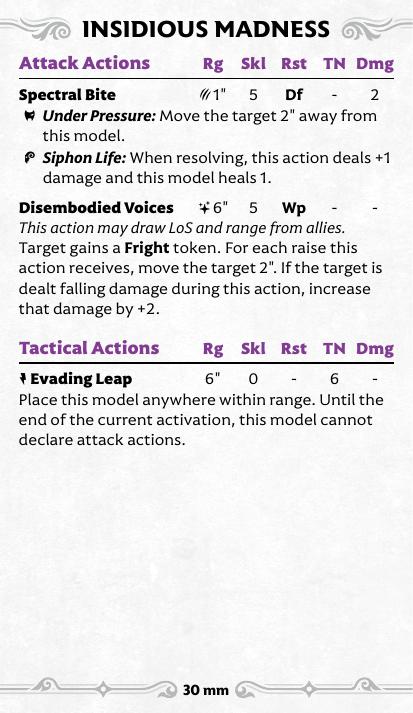 INSIDIOUS MADNESS
Attack Actions Rg Skl Rst TN Dmg
Spectral Bite 1" 5 Df - 2
Under Pressure: Move the target 2" away from
this model.
Siphon Life: When resolving, this action deals +1
damage and this model heals 1.
Disembodied Voices 6" 5 Wp - -
This action may draw LoS and range from allies.
Target gains a Fright token. For each raise this
action receives, move the target 2". If the target is
dealt falling damage during this action, increase
that damage by +2.
Tactical Actions Rg Skl Rst TN Dmg
Evading Leap 6" 0 - 6 -
Place this model anywhere within range. Until the
end of the current activation, this model cannot
declare attack actions.
30 mm